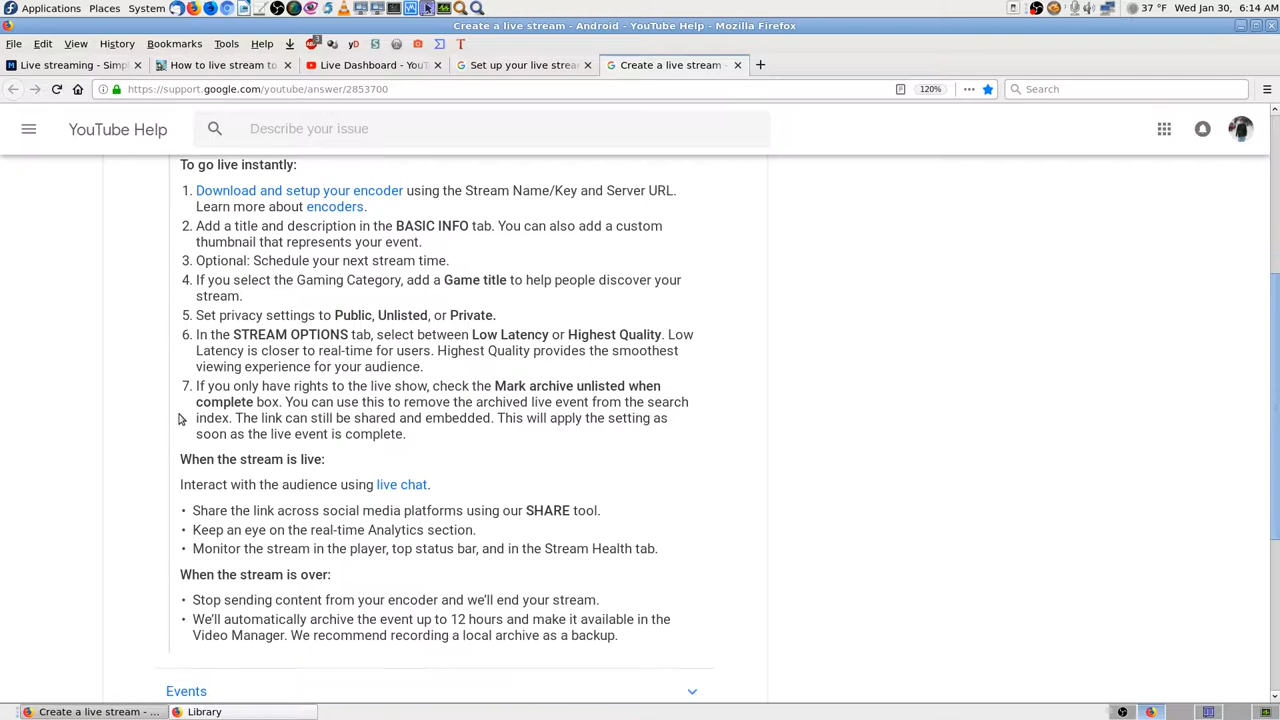 Applications Places System 37 °F Wed Jan 30, 6:14 AM
Create a live stream - Android - YouTube Help - Mozilla Firefox
File Edit View History Bookmarks Tools Help
Live streaming - Simpl How to live stream to Live Dashboard - YouT Set up your live strea Create a live stream -
https://support.google.com/youtube/answer/2853700 120% Search
YouTube Help Describe your issue
To go live instantly:
1. Download and setup your encoder using the Stream Name/Key and Server URL.
Learn more about encoders.
2. Add a title and description in the BASIC INFO tab. You can also add a custom
thumbnail that represents your event.
3. Optional: Schedule your next stream time.
4. If you select the Gaming Category, add a Game title to help people discover your
stream.
5. Set privacy settings to Public, Unlisted, or Private.
6. In the STREAM OPTIONS tab, select between Low Latency or Highest Quality. Low
Latency is closer to real-time for users. Highest Quality provides the smoothest
viewing experience for your audience.
7. If you only have rights to the live show, check the Mark archive unlisted when
complete box. You can use this to remove the archived live event from the search
index. The link can still be shared and embedded. This will apply the setting as
soon as the live event is complete.
When the stream is live:
Interact with the audience using live chat.
• Share the link across social media platforms using our SHARE tool.
• Keep an eye on the real-time Analytics section.
• Monitor the stream in the player, top status bar, and in the Stream Health tab.
When the stream is over:
• Stop sending content from your encoder and we'll end your stream.
• We'll automatically archive the event up to 12 hours and make it available in the
Video Manager. We recommend recording a local archive as a backup.
Events
Create a live stream - ... Library